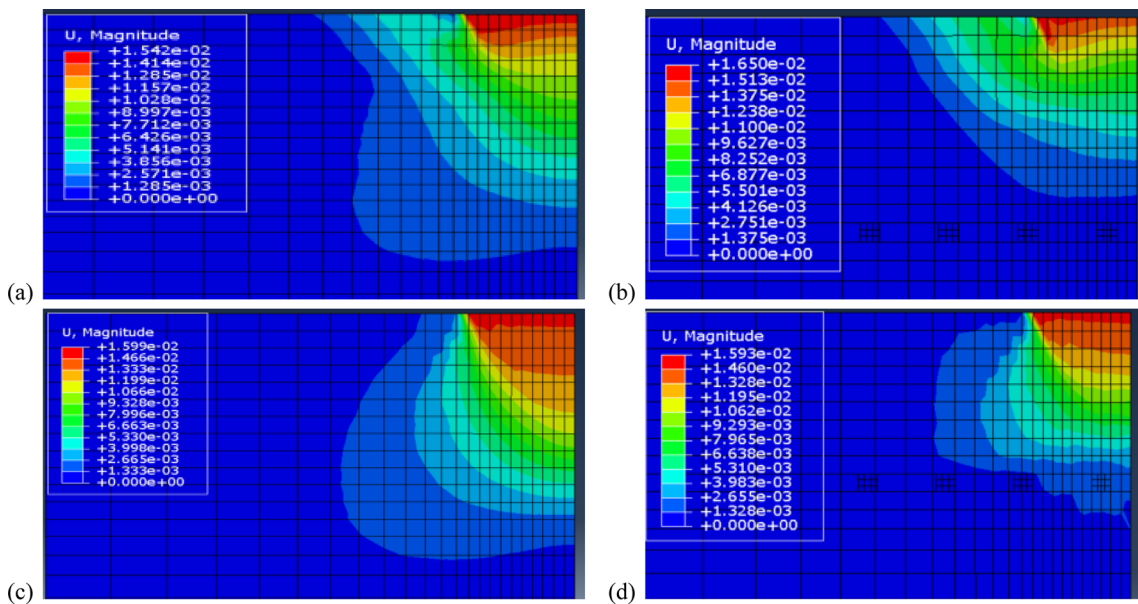 U, Magnitude
+1.542e-02
+1.414e-02
+1.285e-02
+1.157e-02
+1.028e-02
+8.997e-03
+7.712e-03
+6.426e-03
+5.141e-03
+3.856e-03
+2.571e-03
+1.285e-03
+0.000e+00
(a)
U, Magnitude
+1.650e-02
+1.513e-02
+1.375e-02
+1.238e-02
+1.100e-02
+9.627e-03
+8.252e-03
+6.877e-03
+5.501e-03
+4.126e-03
+2.751e-03
+1.375e-03
+0.000e+00
(b)
U, Magnitude
+1.599e-02
+1.466e-02
+1.333e-02
+1.199e-02
+1.066e-02
+9.328e-03
+7.996e-03
+6.663e-03
+5.330e-03
+3.998e-03
+2.665e-03
+1.333e-03
+0.000e+00
(c)
U, Magnitude
+1.593e-02
+1.460e-02
+1.328e-02
+1.195e-02
+1.062e-02
+9.293e-03
+7.965e-03
+6.638e-03
+5.310e-03
+3.983e-03
+2.655e-03
+1.328e-03
+0.000e+00
(d)